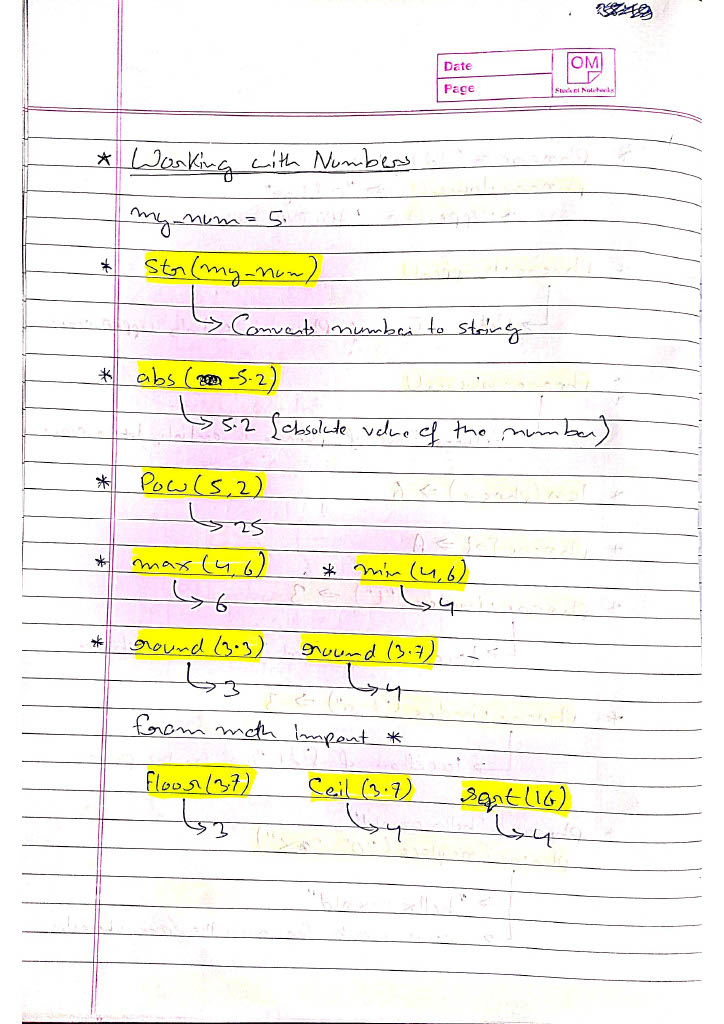 Date
OM
Page
Student Notebooks
* Working with Numbers
my_num = 5.
* Str(my_num)
↳ Converts number to string
* abs ( -5.2)
↳ 5.2 {absolute value of the number}
* Pow(5,2)
↳ 25
* max (4,6) * min (4,6)
↳ 6 ↳ 4
* round (3.3) round (3.7)
↳ 3 ↳ 4
from math import *
Floor(3.7) Ceil (3.7) sqrt(16)
↳ 3 ↳ 4 ↳ 4